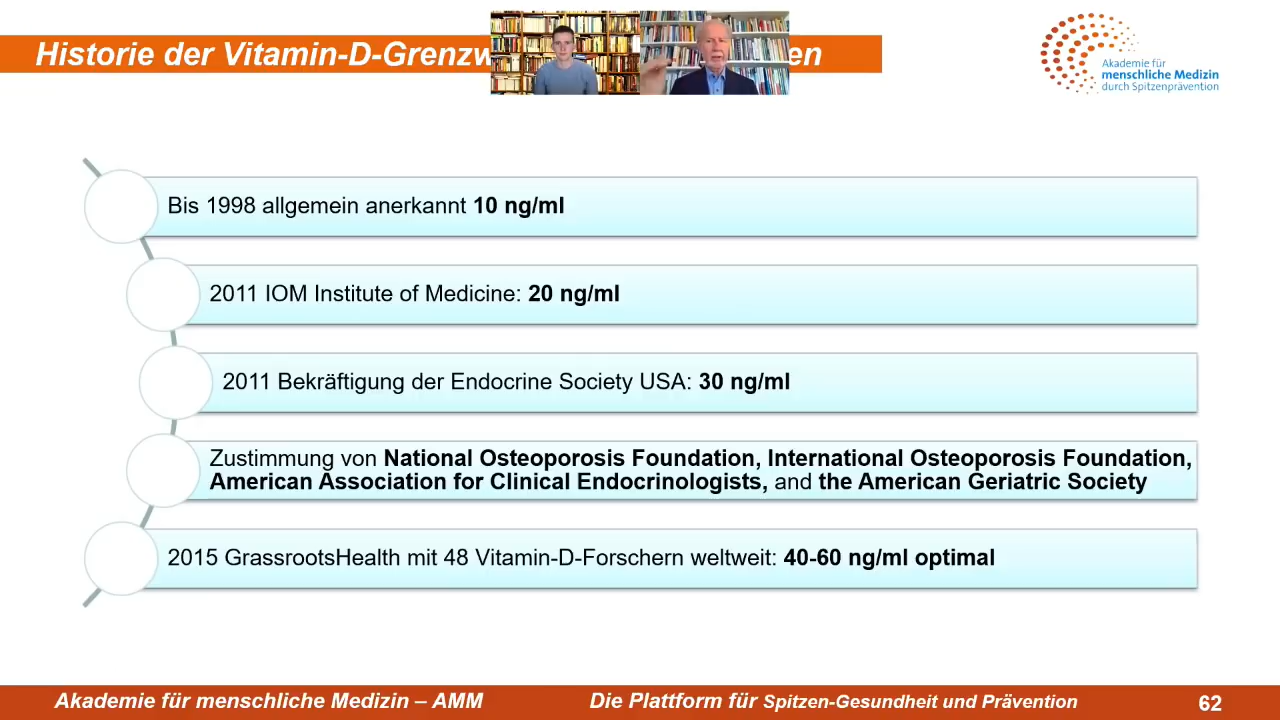 Historie der Vitamin-D-Grenzw en
Akademie für
menschliche Medizin
durch Spitzenprävention
Bis 1998 allgemein anerkannt 10 ng/ml
2011 IOM Institute of Medicine: 20 ng/ml
2011 Bekräftigung der Endocrine Society USA: 30 ng/ml
Zustimmung von National Osteoporosis Foundation, International Osteoporosis Foundation,
American Association for Clinical Endocrinologists, and the American Geriatric Society
2015 GrassrootsHealth mit 48 Vitamin-D-Forschern weltweit: 40-60 ng/ml optimal
Akademie für menschliche Medizin – AMM Die Plattform für Spitzen-Gesundheit und Prävention 62